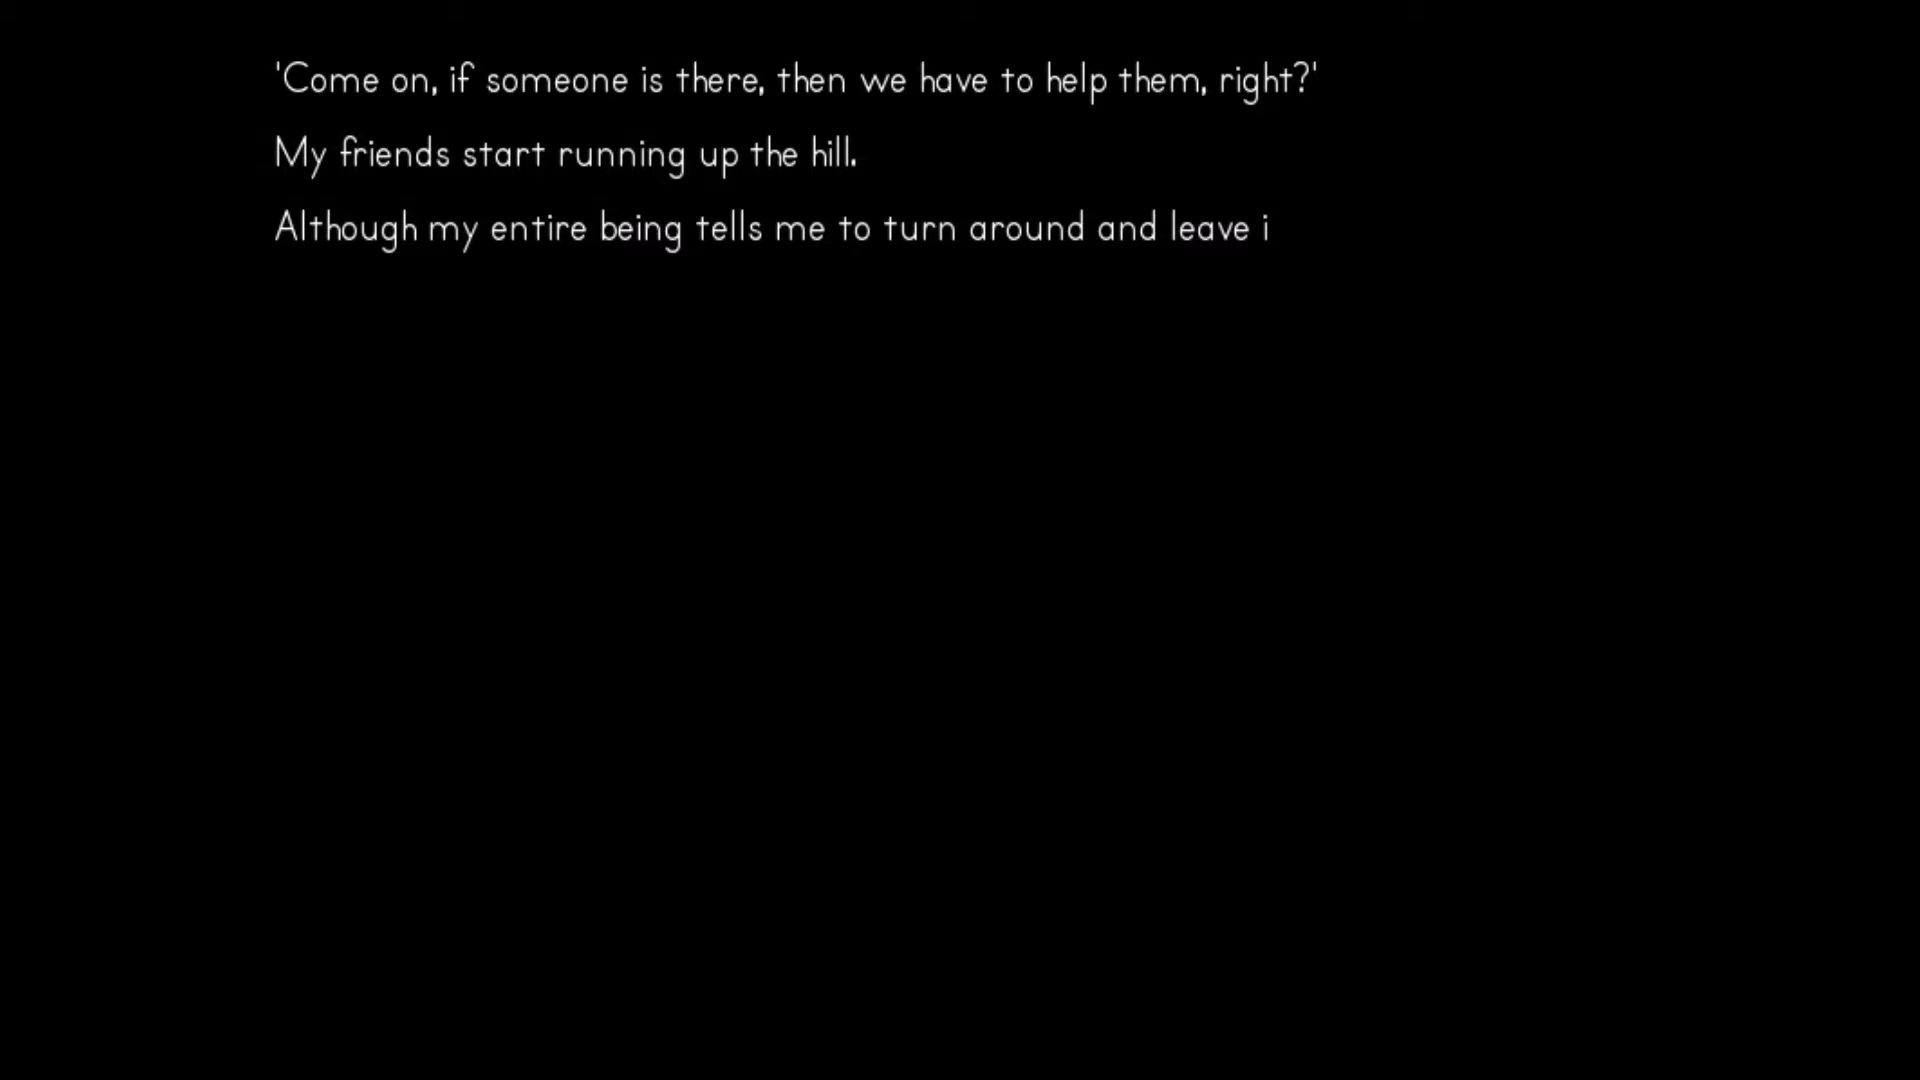 'Come on, if someone is there, then we have to help them, right?'
My friends start running up the hill.
Although my entire being tells me to turn around and leave i